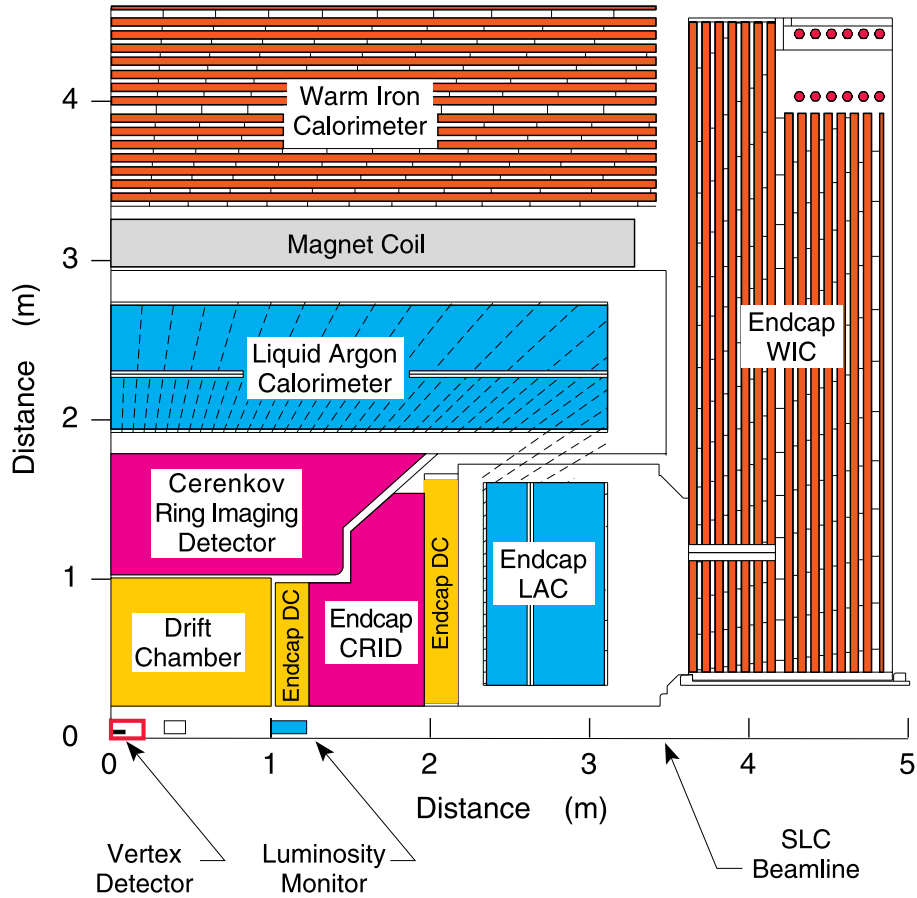 Warm Iron
Calorimeter
Magnet Coil
Liquid Argon
Calorimeter
Cerenkov
Ring Imaging
Detector
Drift
Chamber
Endcap DC
Endcap
CRID
Endcap DC
Endcap
LAC
Endcap
WIC
Distance (m)
4
3
2
1
0
0
1
2
3
4
5
Distance (m)
Vertex
Detector
Luminosity
Monitor
SLC
Beamline